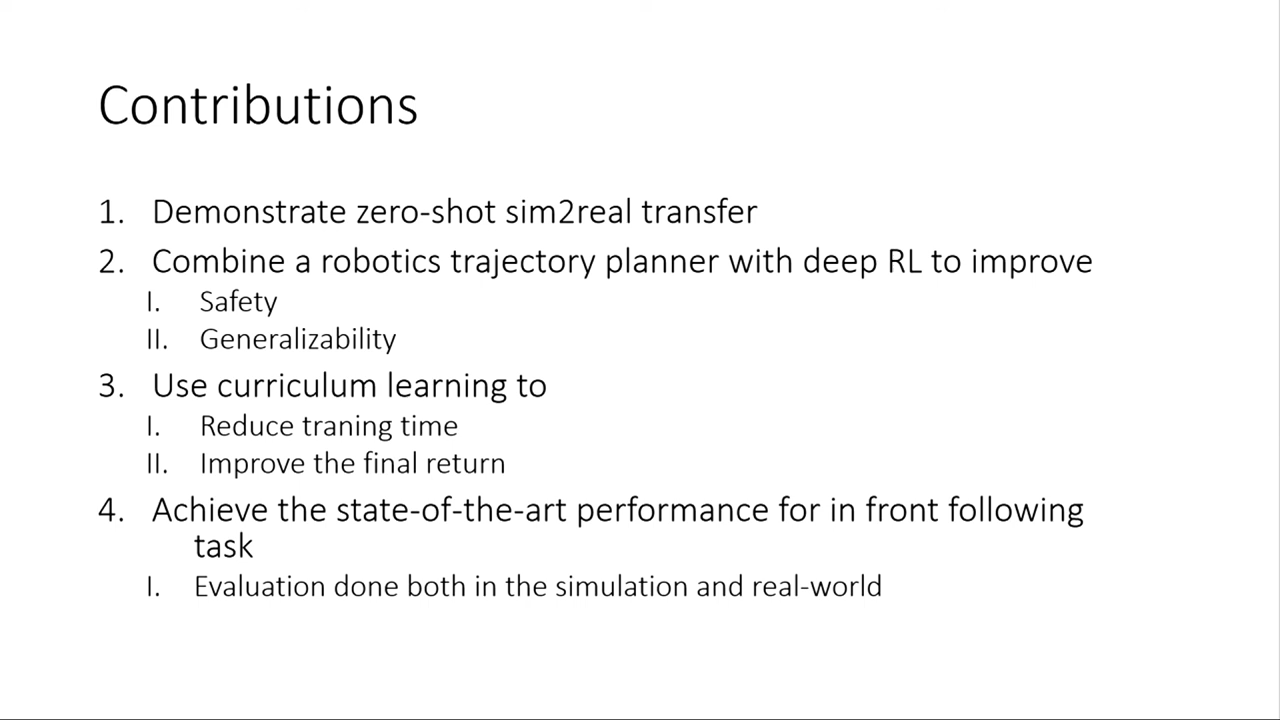 Contributions
1. Demonstrate zero-shot sim2real transfer
2. Combine a robotics trajectory planner with deep RL to improve
I. Safety
II. Generalizability
3. Use curriculum learning to
I. Reduce traning time
II. Improve the final return
4. Achieve the state-of-the-art performance for in front following
task
I. Evaluation done both in the simulation and real-world